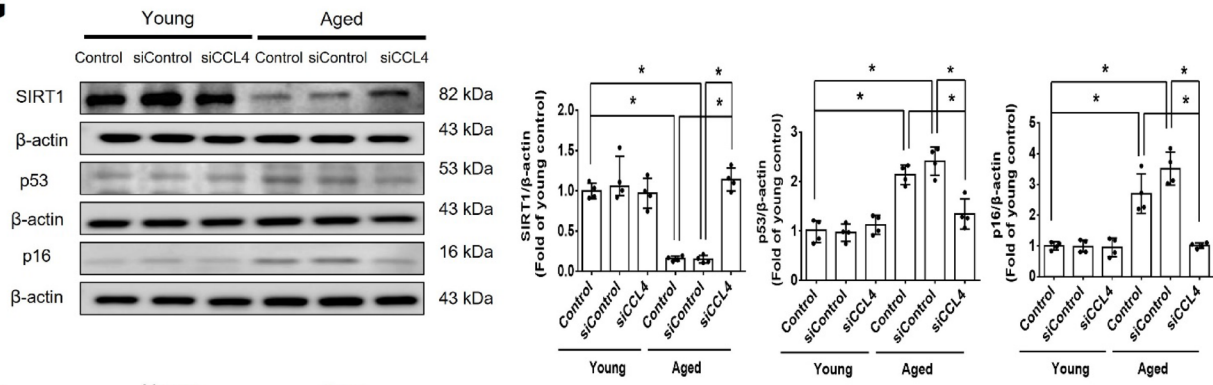 Young Aged
Control siControl siCCL4 Control siControl siCCL4
SIRT1 82 kDa
β-actin 43 kDa
p53 53 kDa
β-actin 43 kDa
p16 16 kDa
β-actin 43 kDa
* *
* *
SIRT1/β-actin
(Fold of young control)
2.0
1.5
1.0
0.5
0.0
Control siControl siCCL4 Control siControl siCCL4
Young Aged
* *
* *
p53/β-actin
(Fold of young control)
3
2
1
0
Control siControl siCCL4 Control siControl siCCL4
Young Aged
* *
* *
p16/β-actin
(Fold of young control)
5
4
3
2
1
0
Control siControl siCCL4 Control siControl siCCL4
Young Aged